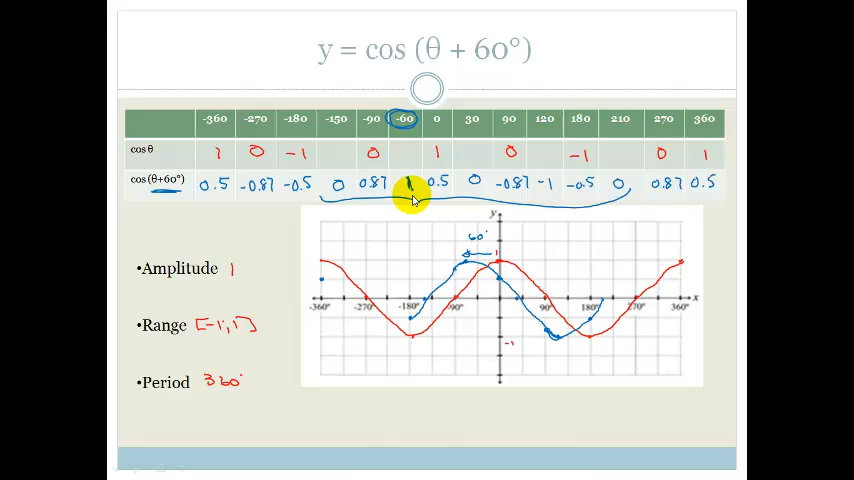 y = cos (θ + 60°)
-360 -270 -180 -150 -90 -60 0 30 90 120 180 210 270 360
cos θ 1 0 -1 0 1 0 -1 0 1
cos (θ+60°) 0.5 -0.87 -0.5 0 0.87 1 0.5 0 -0.87 -1 -0.5 0 0.87 0.5
y
60°
1
•Amplitude 1
-360° -270° -180° -90° 90° 180° 270° 360° x
•Range [-1,1]
-1
•Period 360°